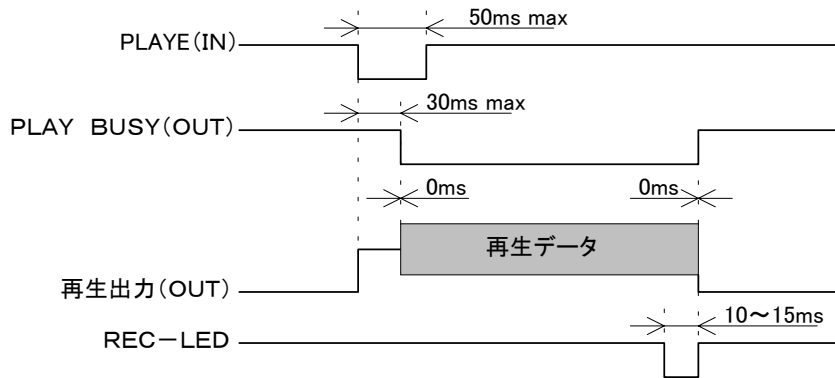 50ms max
PLAYE(IN)
30ms max
PLAY BUSY(OUT)
0ms
0ms
再生データ
再生出力(OUT)
10～15ms
REC－LED